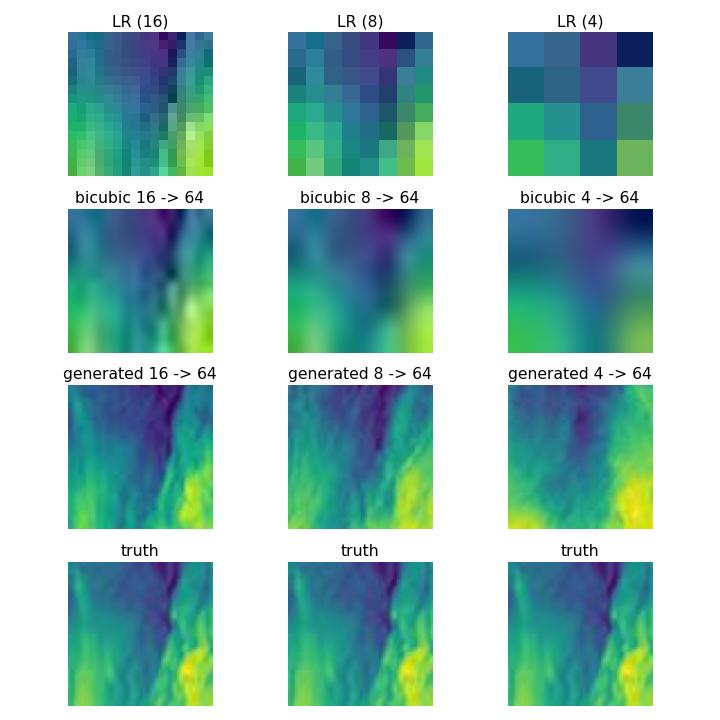 LR (16)
LR (8)
LR (4)
bicubic 16 -> 64
bicubic 8 -> 64
bicubic 4 -> 64
generated 16 -> 64
generated 8 -> 64
generated 4 -> 64
truth
truth
truth